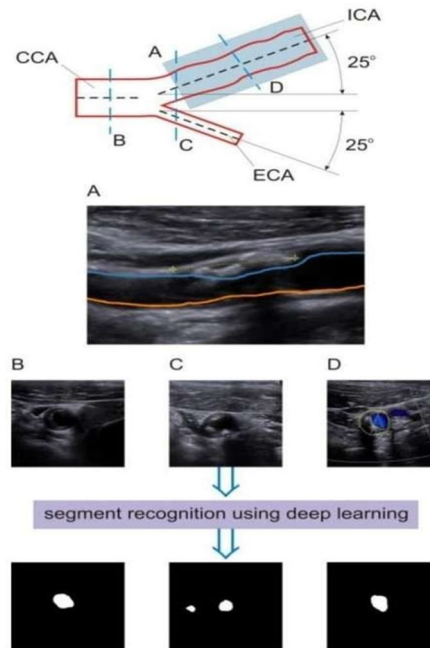 ICA
A
CCA
25°
D
B
C
25°
ECA
A
B
C
D
segment recognition using deep learning